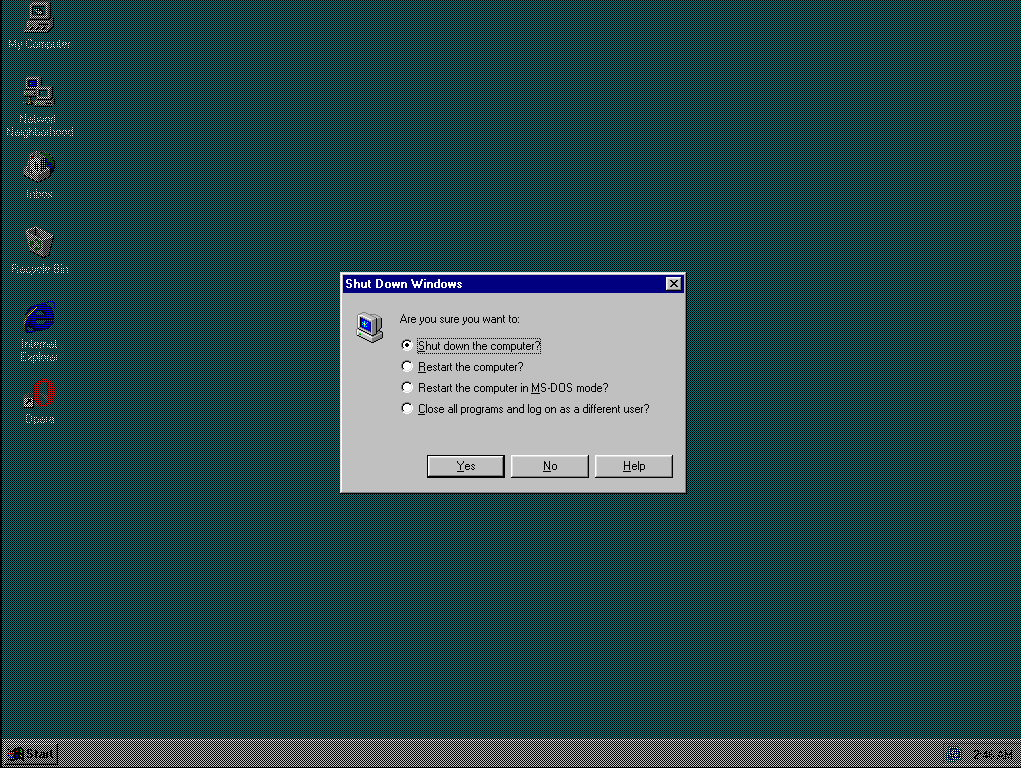 My Computer
Network
Neighborhood
Inbox
Recycle Bin
Internet
Explorer
Opera
Shut Down Windows
Are you sure you want to:
Shut down the computer?
Restart the computer?
Restart the computer in MS-DOS mode?
Close all programs and log on as a different user?
Yes
No
Help
Start